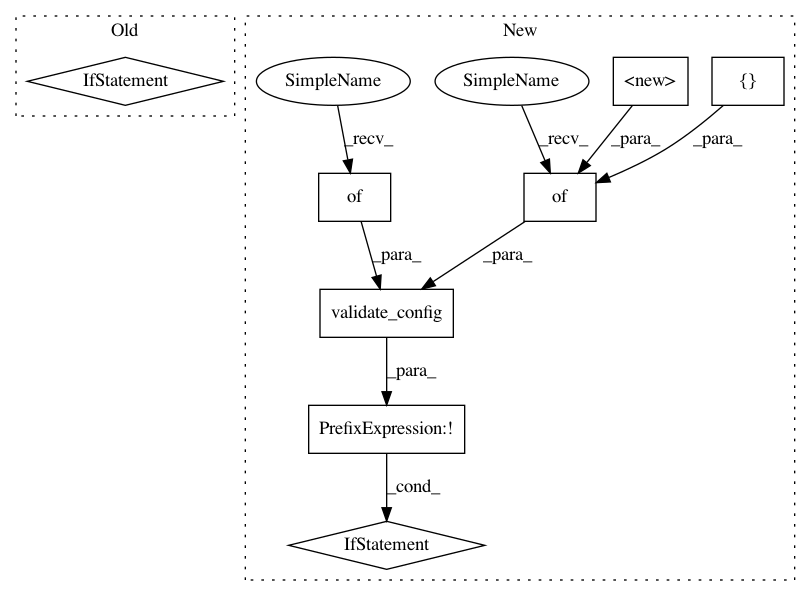 Old
New
IfStatement
SimpleName
SimpleName
<new>
{}
_recv_
_recv_
_para_
_para_
of
of
_para_
_para_
validate_config
_para_
PrefixExpression:!
_cond_
IfStatement